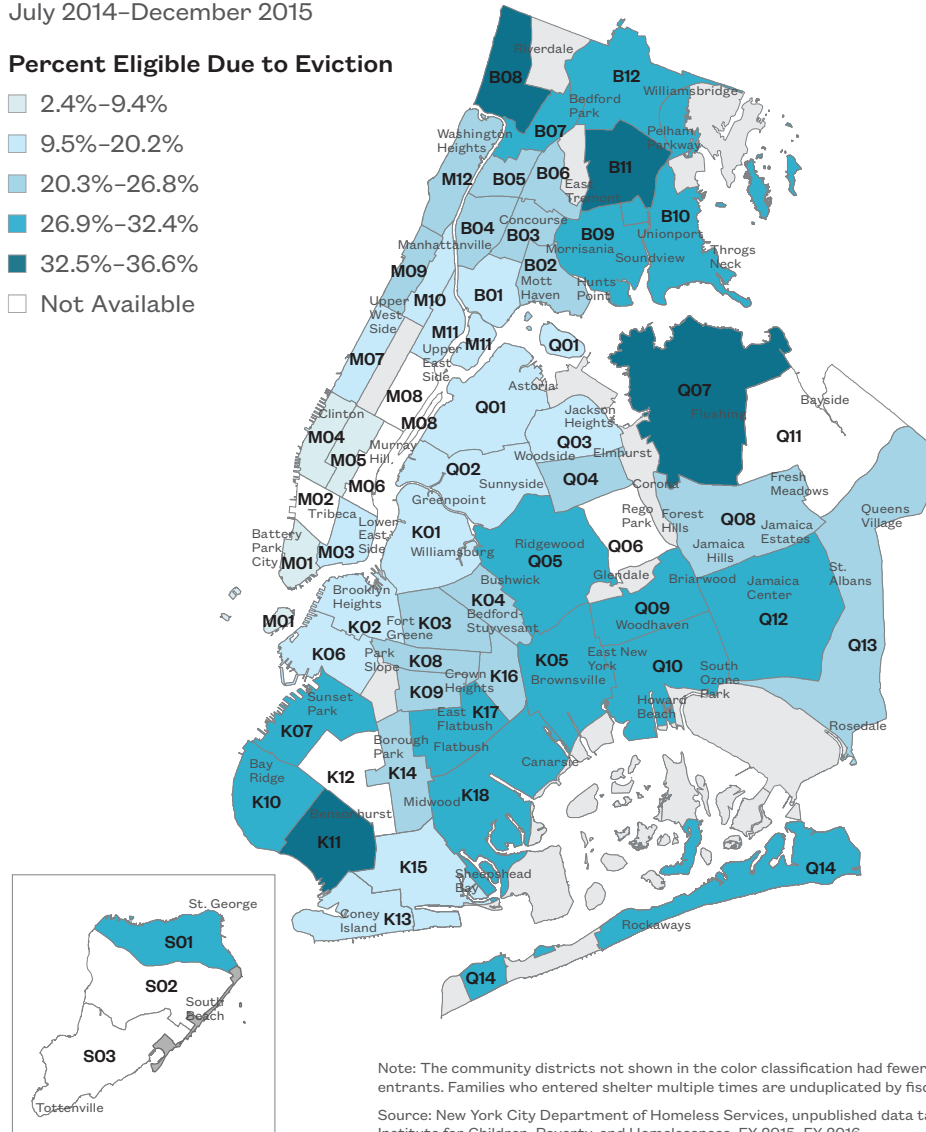 July 2014–December 2015
Percent Eligible Due to Eviction
2.4%–9.4%
9.5%–20.2%
20.3%–26.8%
26.9%–32.4%
32.5%–36.6%
Not Available
Riverdale
B08
B12
Williamsbridge
Bedford
Park
Washington
Heights
B07
Pelham
Parkway
M12
B05
B06
B11
East
Tremont
B04
Concourse
B03
B10
B09
Unionport
Manhattanville
Morrisania
Throgs
Neck
Soundview
M09
B02
Mott
Haven
Hunts
Point
M10
B01
Upper
West
Side
M11
M11
Q01
Upper
East
Side
M07
M08
Astoria
Q07
Flushing
Bayside
Clinton
M08
Q01
Jackson
Heights
M04
Murray
Hill
Q03
Q11
M05
Woodside
Elmhurst
Q02
Sunnyside
Q04
Corona
Fresh
Meadows
M06
M02
Tribeca
Greenpoint
Rego
Park
Forest
Hills
Q08
Queens
Village
Battery
Park
City
Lower
East
Side
K01
Jamaica
Estates
M03
Williamsburg
Ridgewood
Q05
Q06
Jamaica
Hills
M01
Bushwick
Glendale
Briarwood
Jamaica
Center
St.
Albans
Brooklyn
Heights
K04
Q09
M01
K02
Fort
Greene
K03
Bedford-
Stuyvesant
Woodhaven
Q12
K06
Park
Slope
K08
K05
East New
York
Q10
Q13
Crown
Heights
K16
Brownsville
South
Ozone
Park
K09
Sunset
Park
East
Flatbush
K17
Howard
Beach
K07
Rosedale
Borough
Park
Flatbush
Bay
Ridge
K12
K14
Canarsie
K10
Midwood
K18
Bensonhurst
K11
K15
Sheepshead
Bay
Q14
Coney
Island
K13
Rockaways
Q14
St. George
S01
S02
South
Beach
S03
Tottenville
Note: The community districts not shown in the color classification had fewer
entrants. Families who entered shelter multiple times are unduplicated by fisc
Source: New York City Department of Homeless Services, unpublished data ta
Institute for Children, Poverty, and Homelessness, FY 2015–FY 2016